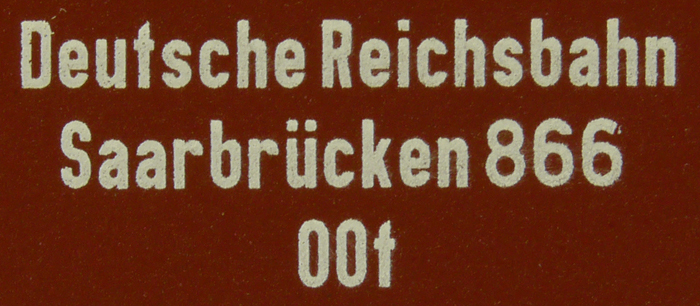 Deutsche Reichsbahn
Saarbrücken 866
00t